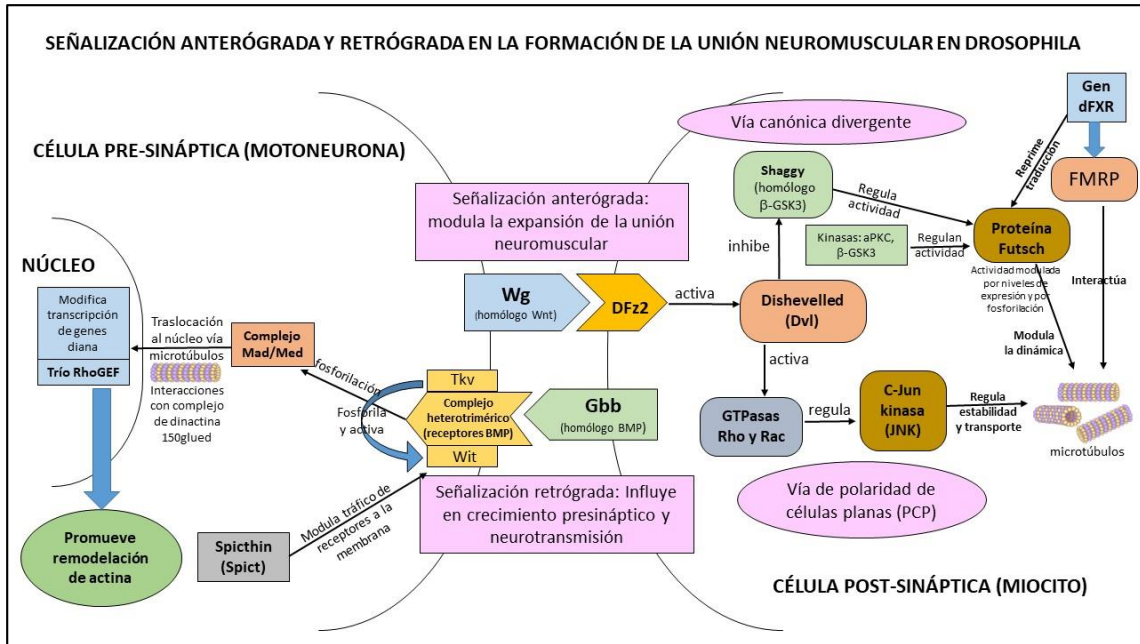 SEÑALIZACIÓN ANTERÓGRADA Y RETRÓGRADA EN LA FORMACIÓN DE LA UNIÓN NEUROMUSCULAR EN DROSOPHILA
CÉLULA PRE-SINÁPTICA (MOTONEURONA)
NÚCLEO
Modifica
transcripción
de genes
diana
Trío RhoGEF
Promueve
remodelación
de actina
Traslocación
al núcleo vía
microtúbulos
Interacciones
con complejo
de dinactina
150glued
Complejo
Mad/Med
fosforilación
Fosforila
y activa
Spicthin
(Spict)
Modula tráfico de
receptores a la
membrana
Señalización anterógrada:
modula la expansión de la unión
neuromuscular
Wg
(homólogo Wnt)
DFz2
Tkv
Complejo
heterotrimérico
(receptores BMP)
Wit
Gbb
(homólogo BMP)
Señalización retrógrada: Influye
en crecimiento presináptico y
neurotransmisión
activa
Vía canónica divergente
Shaggy
(homólogo
β-GSK3)
inhibe
Kinasas: aPKC,
β-GSK3
Regula
actividad
Regulan
actividad
Dishevelled
(Dvl)
activa
GTPasas
Rho y Rac
regula
C-Jun
kinasa
(JNK)
Regula
estabilidad
y transporte
Gen
dFXR
Reprime
traducción
FMRP
Proteína
Futsch
Actividad modulada
por niveles de
expresión y por
fosforilación
Interactúa
Modula
la dinámica
microtúbulos
Vía de polaridad de
células planas (PCP)
CÉLULA POST-SINÁPTICA (MIOCITO)